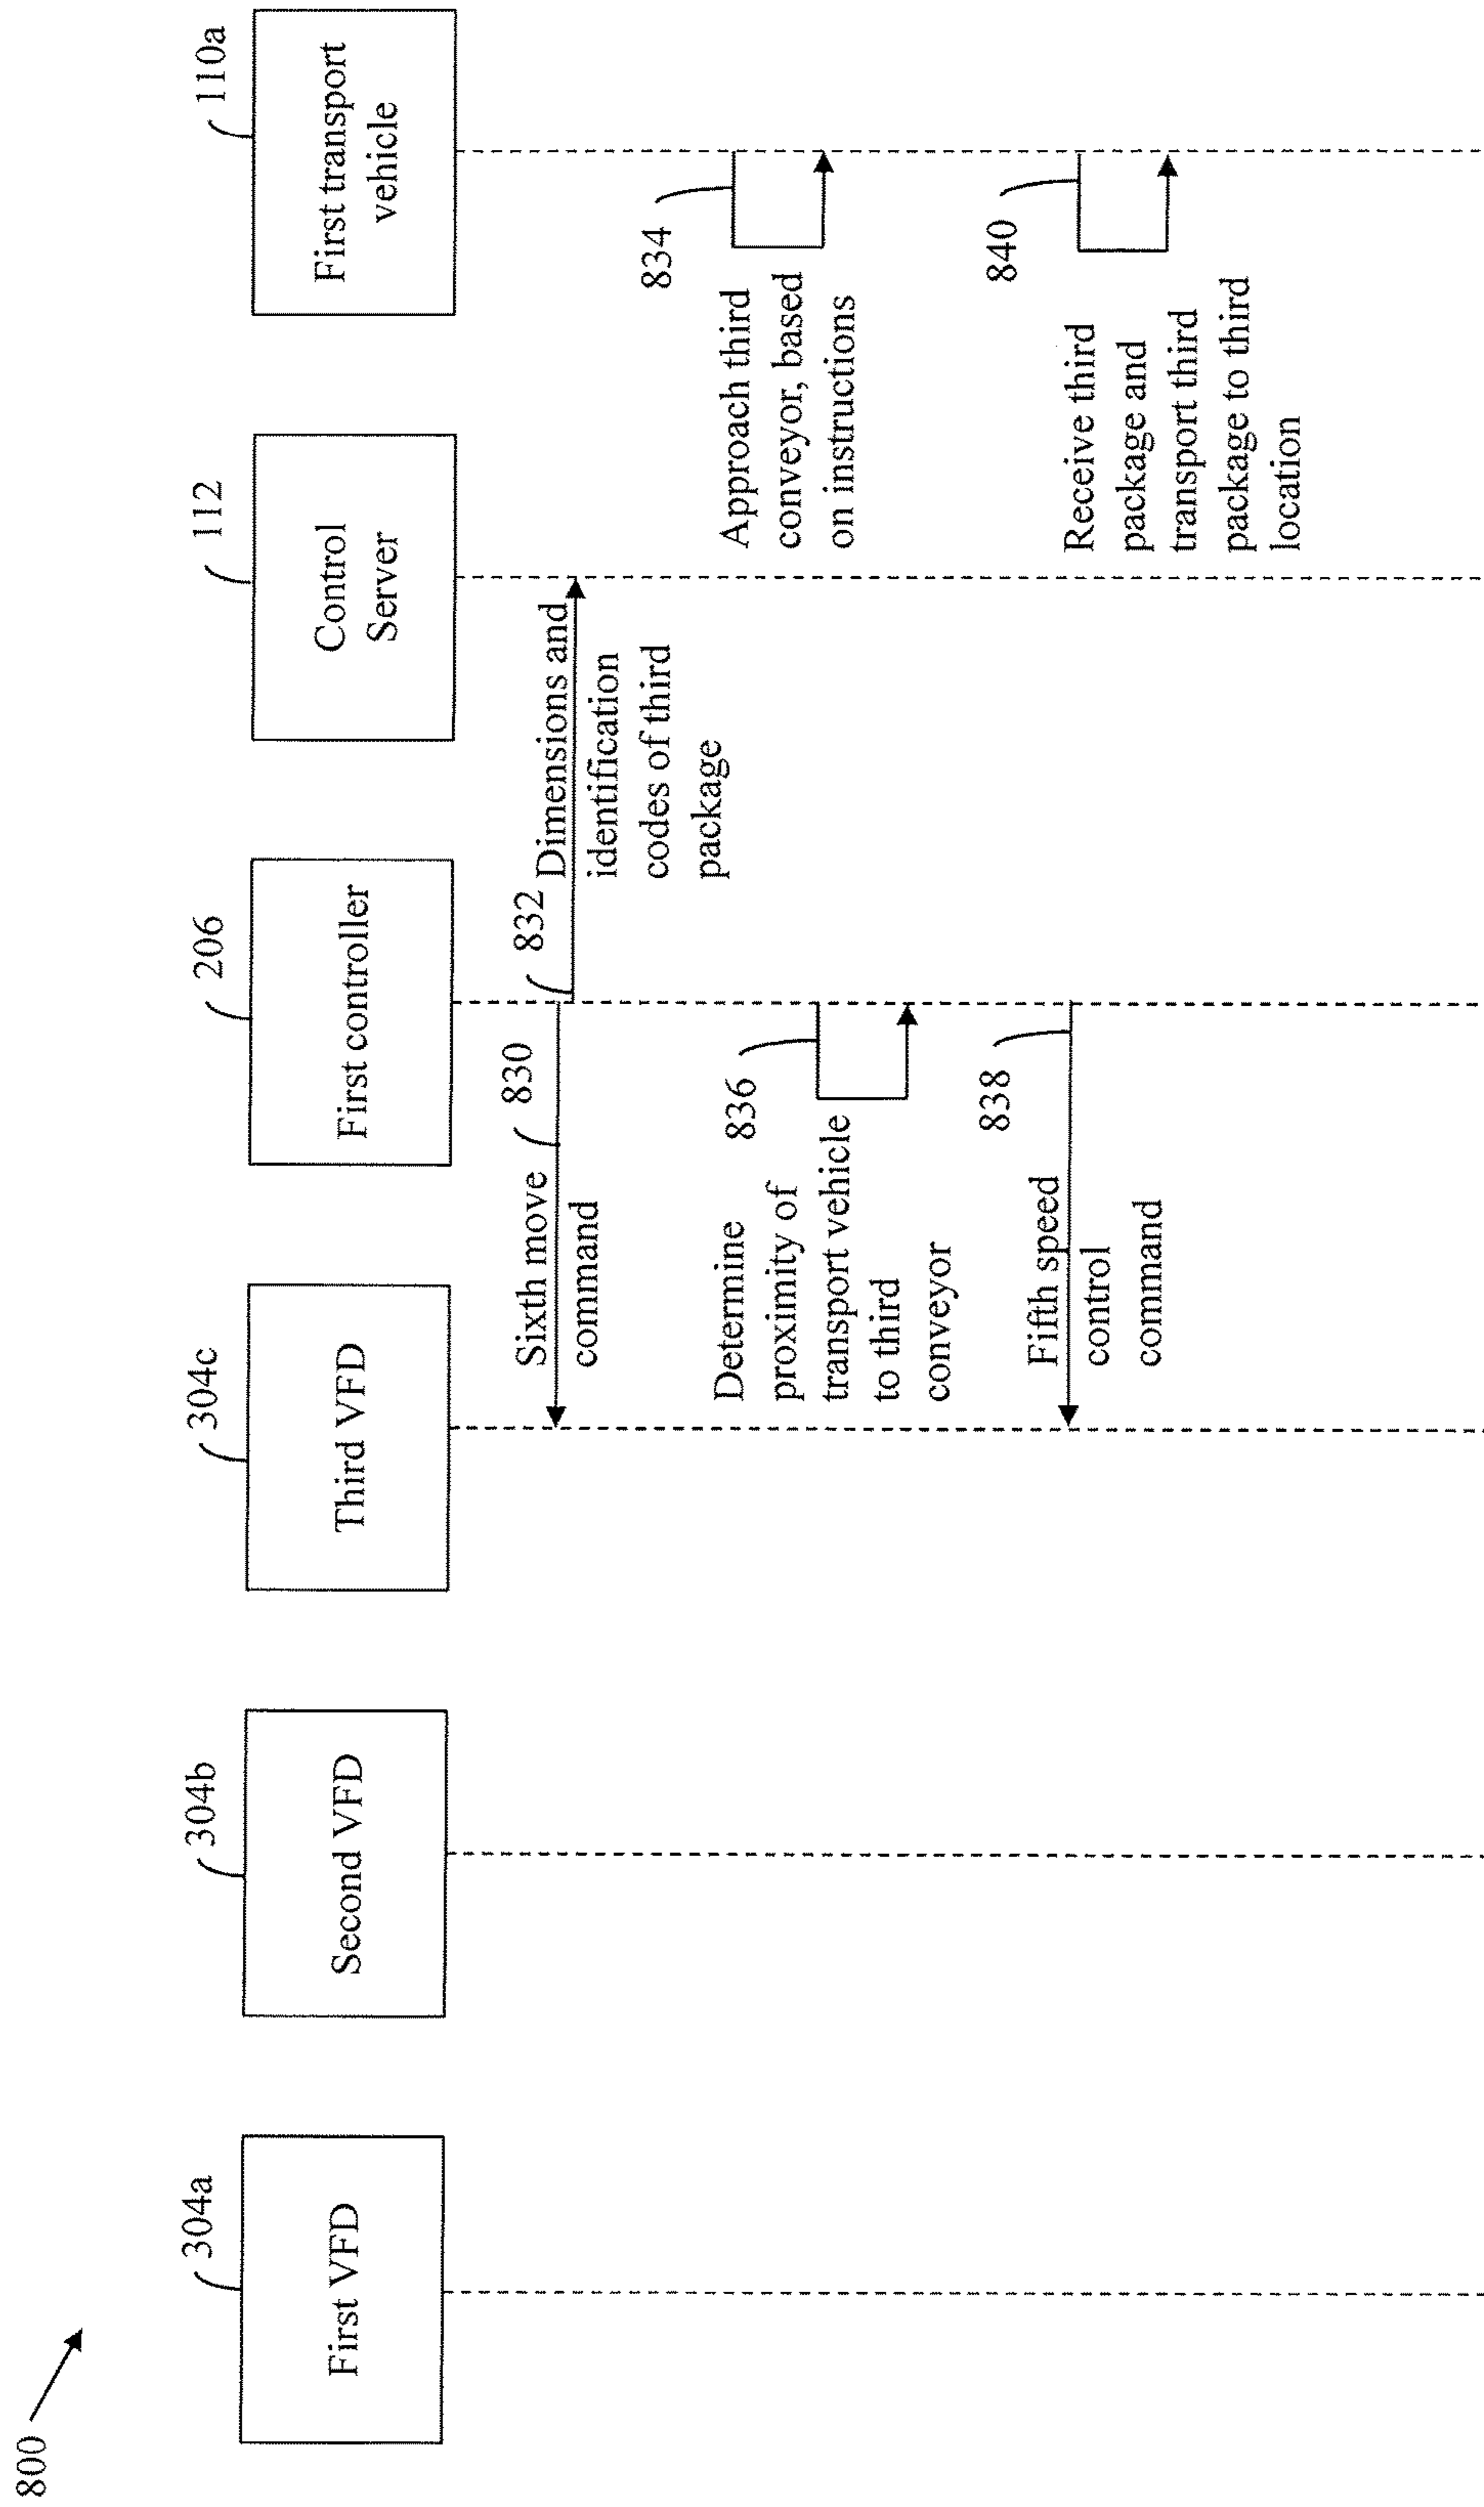 800
304a
304b
304c
206
112
110a
First VFD
Second VFD
Third VFD
First controller
Control
Server
First transport
vehicle
830
Sixth move
command
832
Dimensions and
identification
codes of third
package
834
Approach third
conveyor, based
on instructions
836
Determine
proximity of
transport vehicle
to third
conveyor
838
Fifth speed
control
command
840
Receive third
package and
transport third
package to third
location